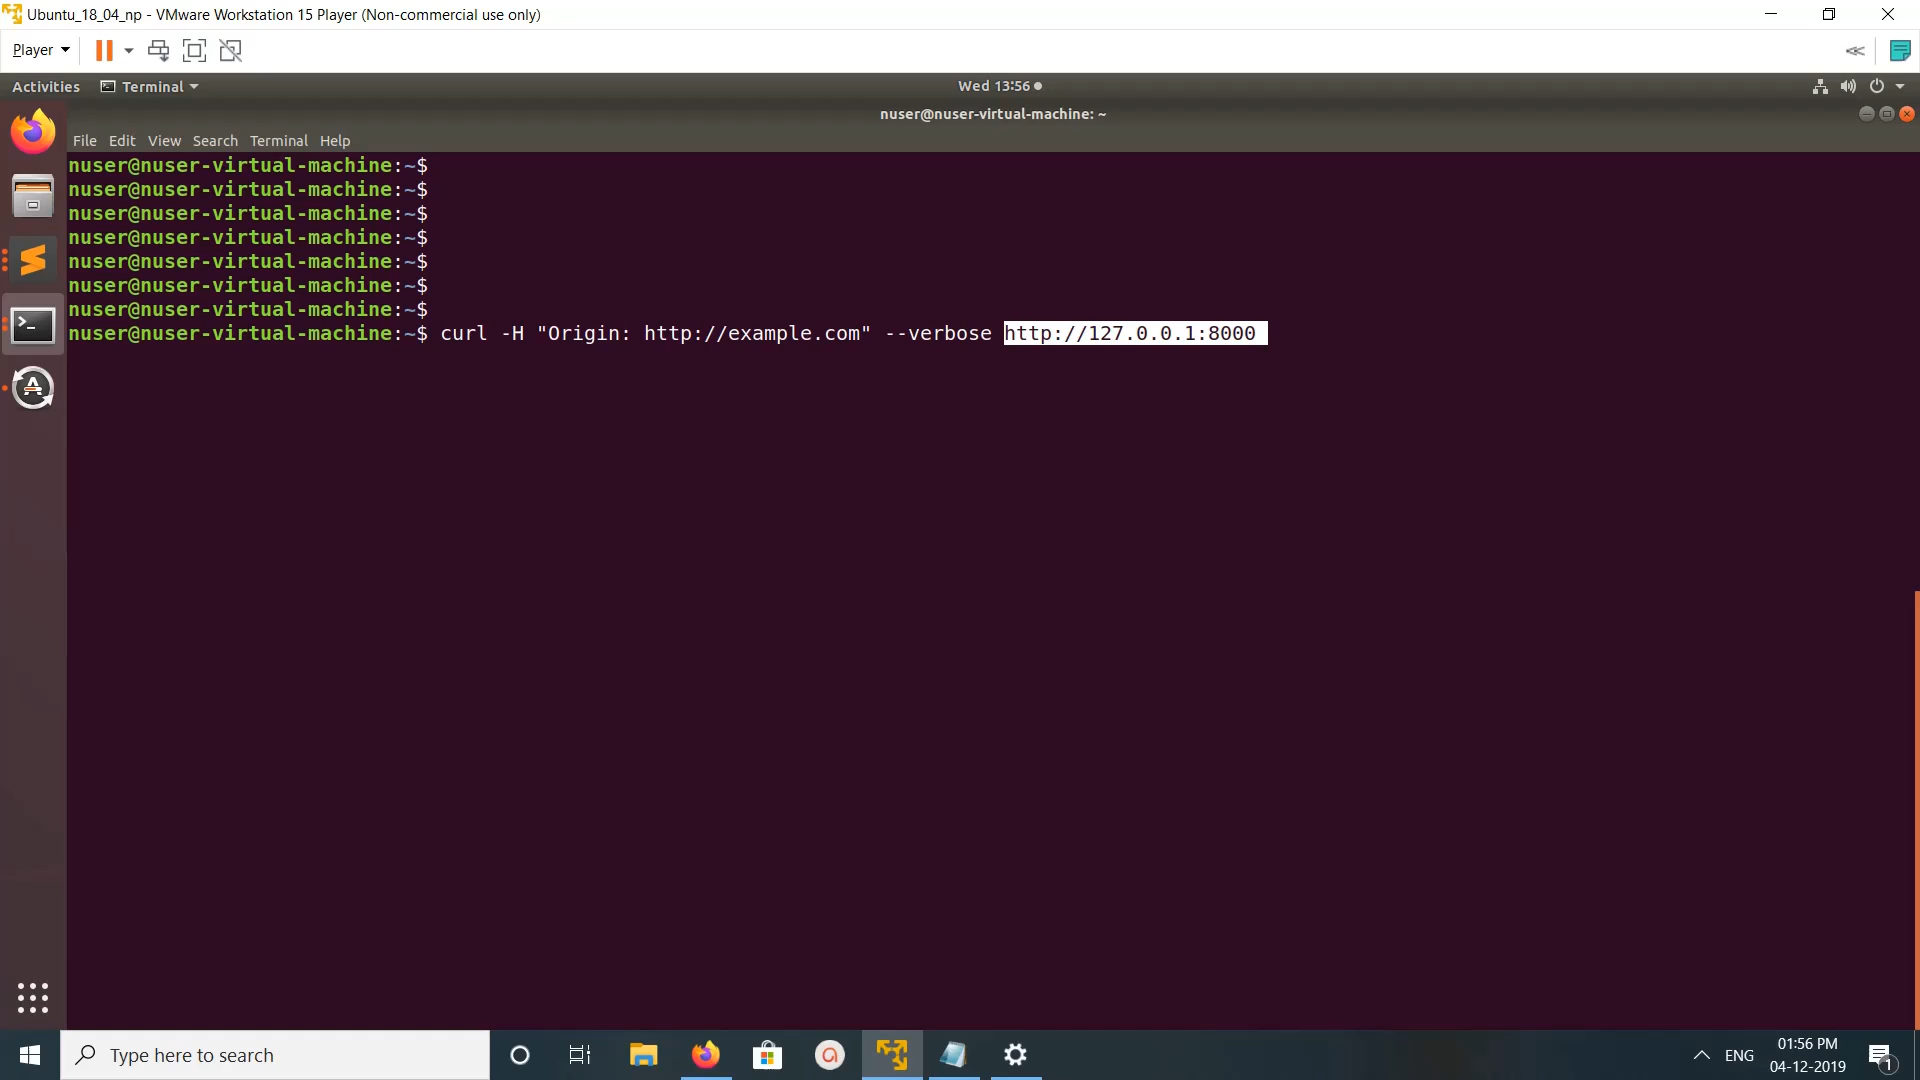 Ubuntu_18_04_np - VMware Workstation 15 Player (Non-commercial use only)
Player
Activities Terminal Wed 13:56
nuser@nuser-virtual-machine: ~
File Edit View Search Terminal Help
nuser@nuser-virtual-machine:~$
nuser@nuser-virtual-machine:~$
nuser@nuser-virtual-machine:~$
nuser@nuser-virtual-machine:~$
nuser@nuser-virtual-machine:~$
nuser@nuser-virtual-machine:~$
nuser@nuser-virtual-machine:~$
nuser@nuser-virtual-machine:~$ curl -H "Origin: http://example.com" --verbose http://127.0.0.1:8000
Type here to search
ENG
01:56 PM
04-12-2019
1